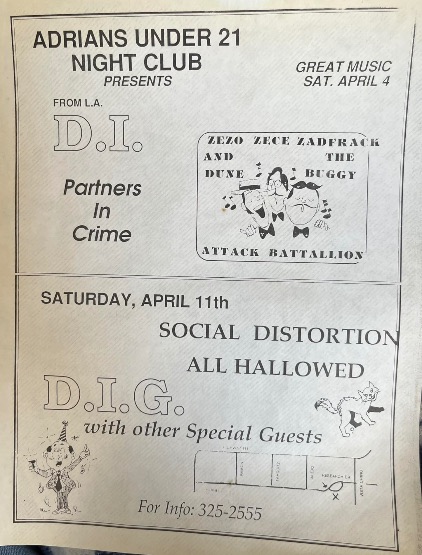 ADRIANS UNDER 21
NIGHT CLUB
PRESENTS
GREAT MUSIC
SAT. APRIL 4
FROM L.A.
D.I.
Partners
In
Crime
ZEZO ZECE ZADFRACK
AND THE
DUNE BUGGY
ATTACK BATTALLION
SATURDAY, APRIL 11th
SOCIAL DISTORTION
ALL HALLOWED
D.I.G.
with other Special Guests
For Info: 325-2555